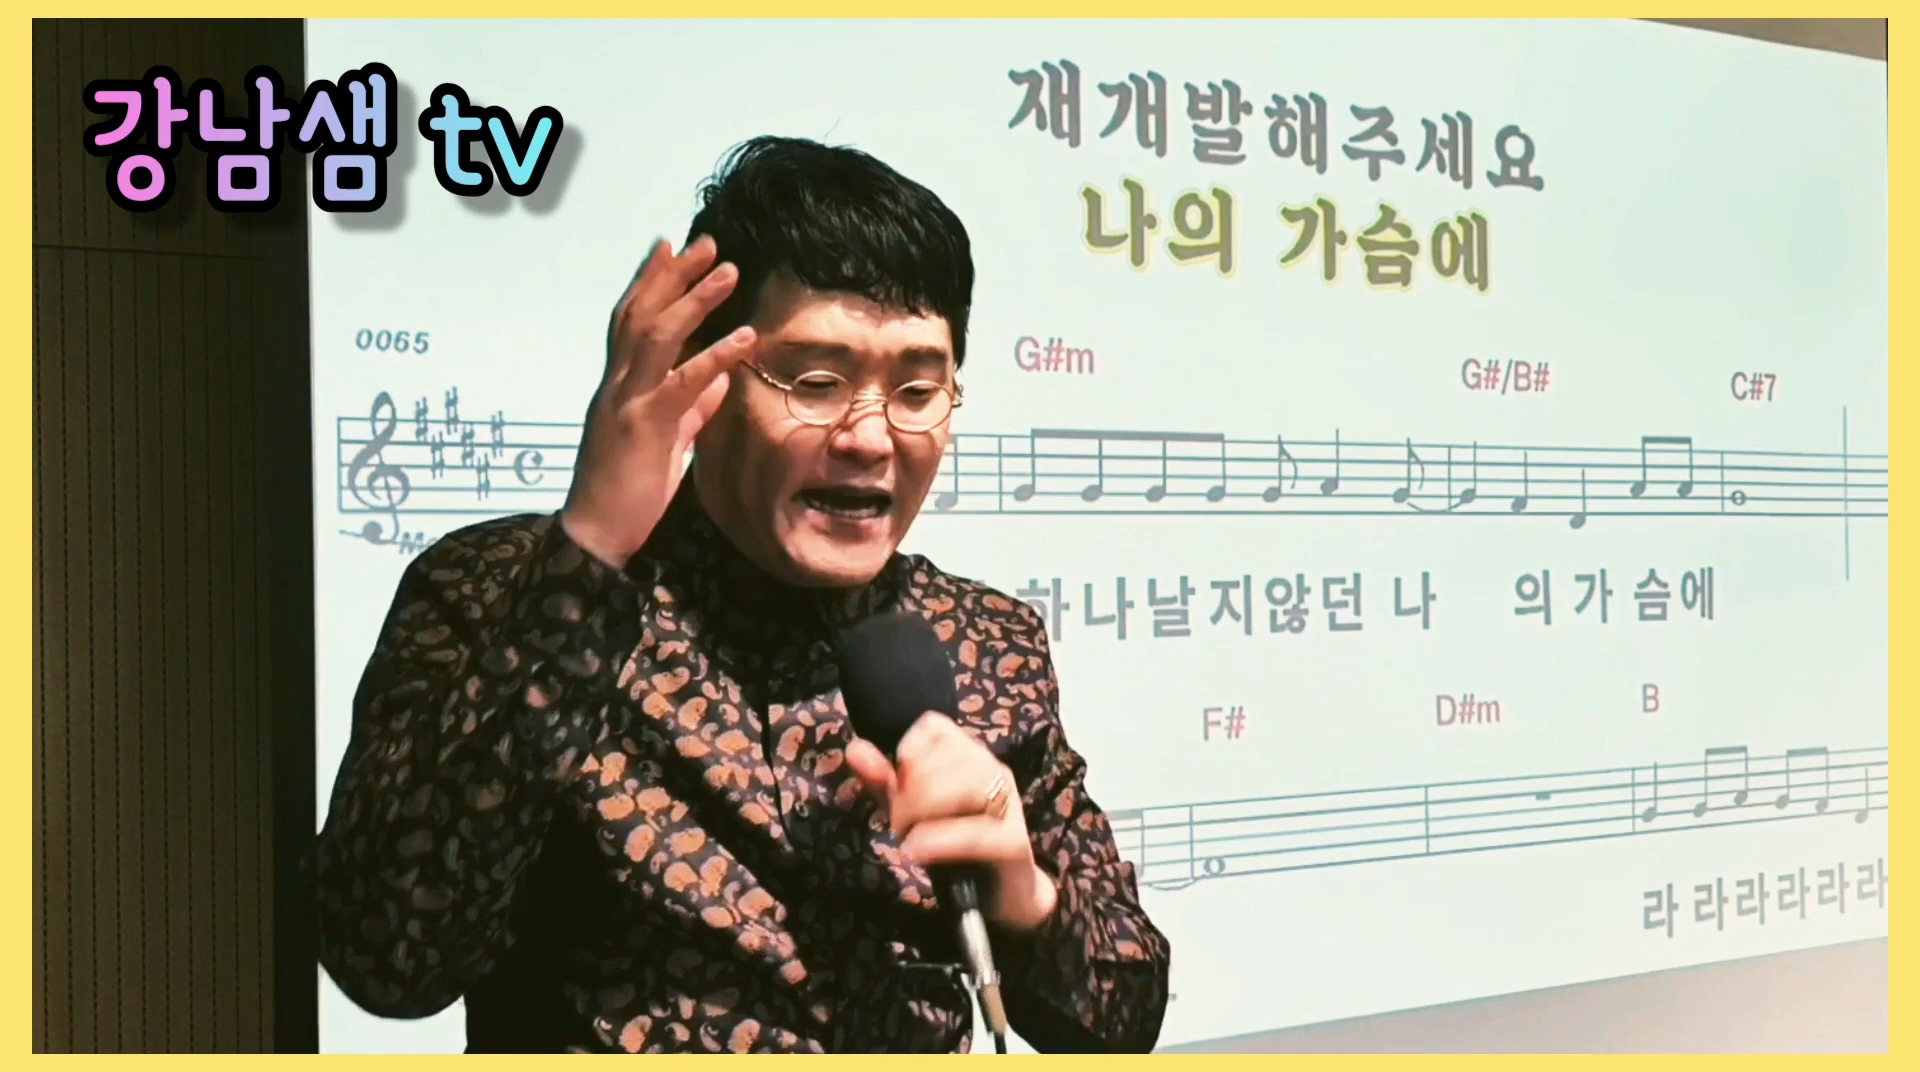 강남샘 tv
재개발해주세요
나의 가슴에
0065
G#m G#/B# C#7
하나날지않던 나 의가 슴에
F# D#m B
라 라라라라라